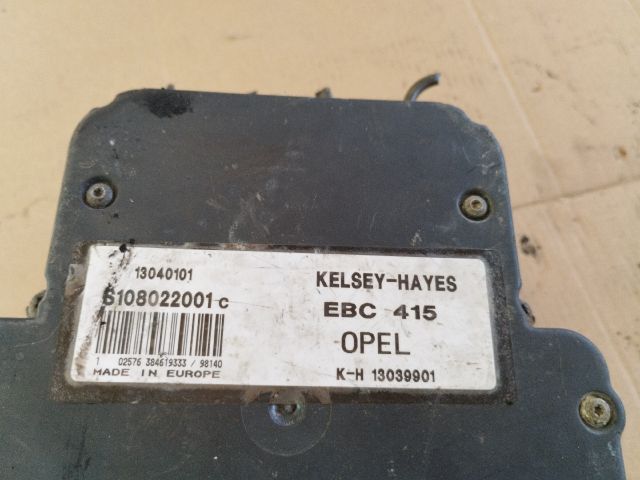 13040101
S108022001 C
1 02576 384619333 / 98140
MADE IN EUROPE
KELSEY-HAYES
EBC 415
OPEL
K-H 13039901